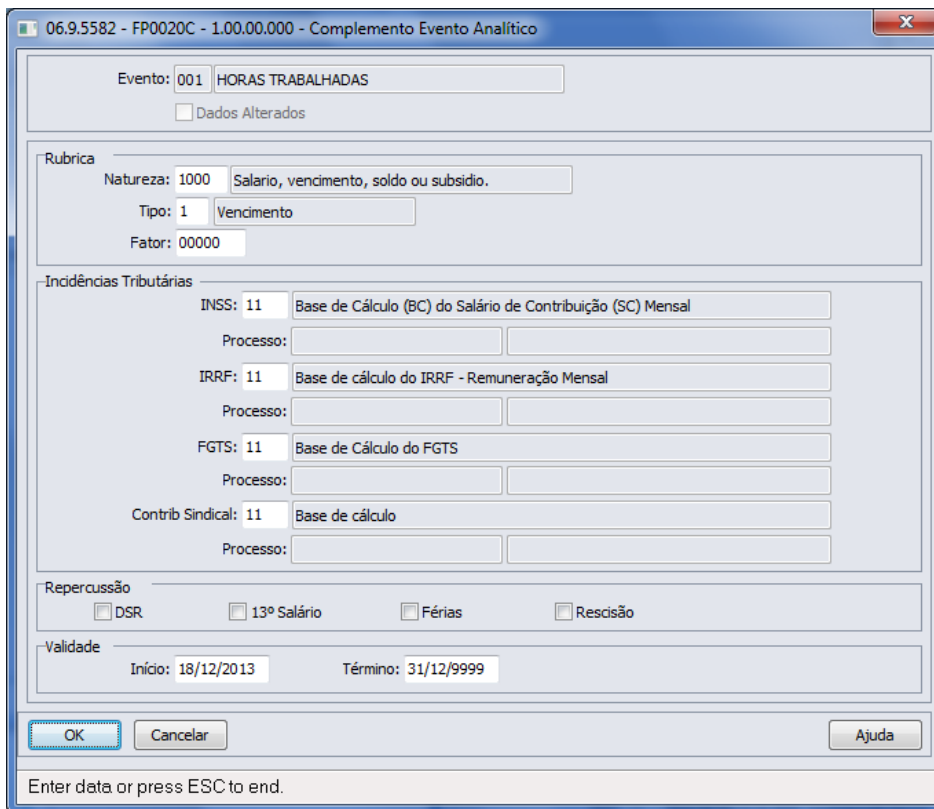 06.9.5582 - FP0020C - 1.00.00.000 - Complemento Evento Analítico
Evento: 001 HORAS TRABALHADAS
Dados Alterados
Rubrica
Natureza: 1000 Salario, vencimento, soldo ou subsidio.
Tipo: 1 Vencimento
Fator: 00000
Incidências Tributárias
INSS: 11 Base de Cálculo (BC) do Salário de Contribuição (SC) Mensal
Processo:
IRRF: 11 Base de cálculo do IRRF - Remuneração Mensal
Processo:
FGTS: 11 Base de Cálculo do FGTS
Processo:
Contrib Sindical: 11 Base de cálculo
Processo:
Repercussão
DSR 13º Salário Férias Rescisão
Validade
Início: 18/12/2013 Término: 31/12/9999
OK Cancelar Ajuda
Enter data or press ESC to end.